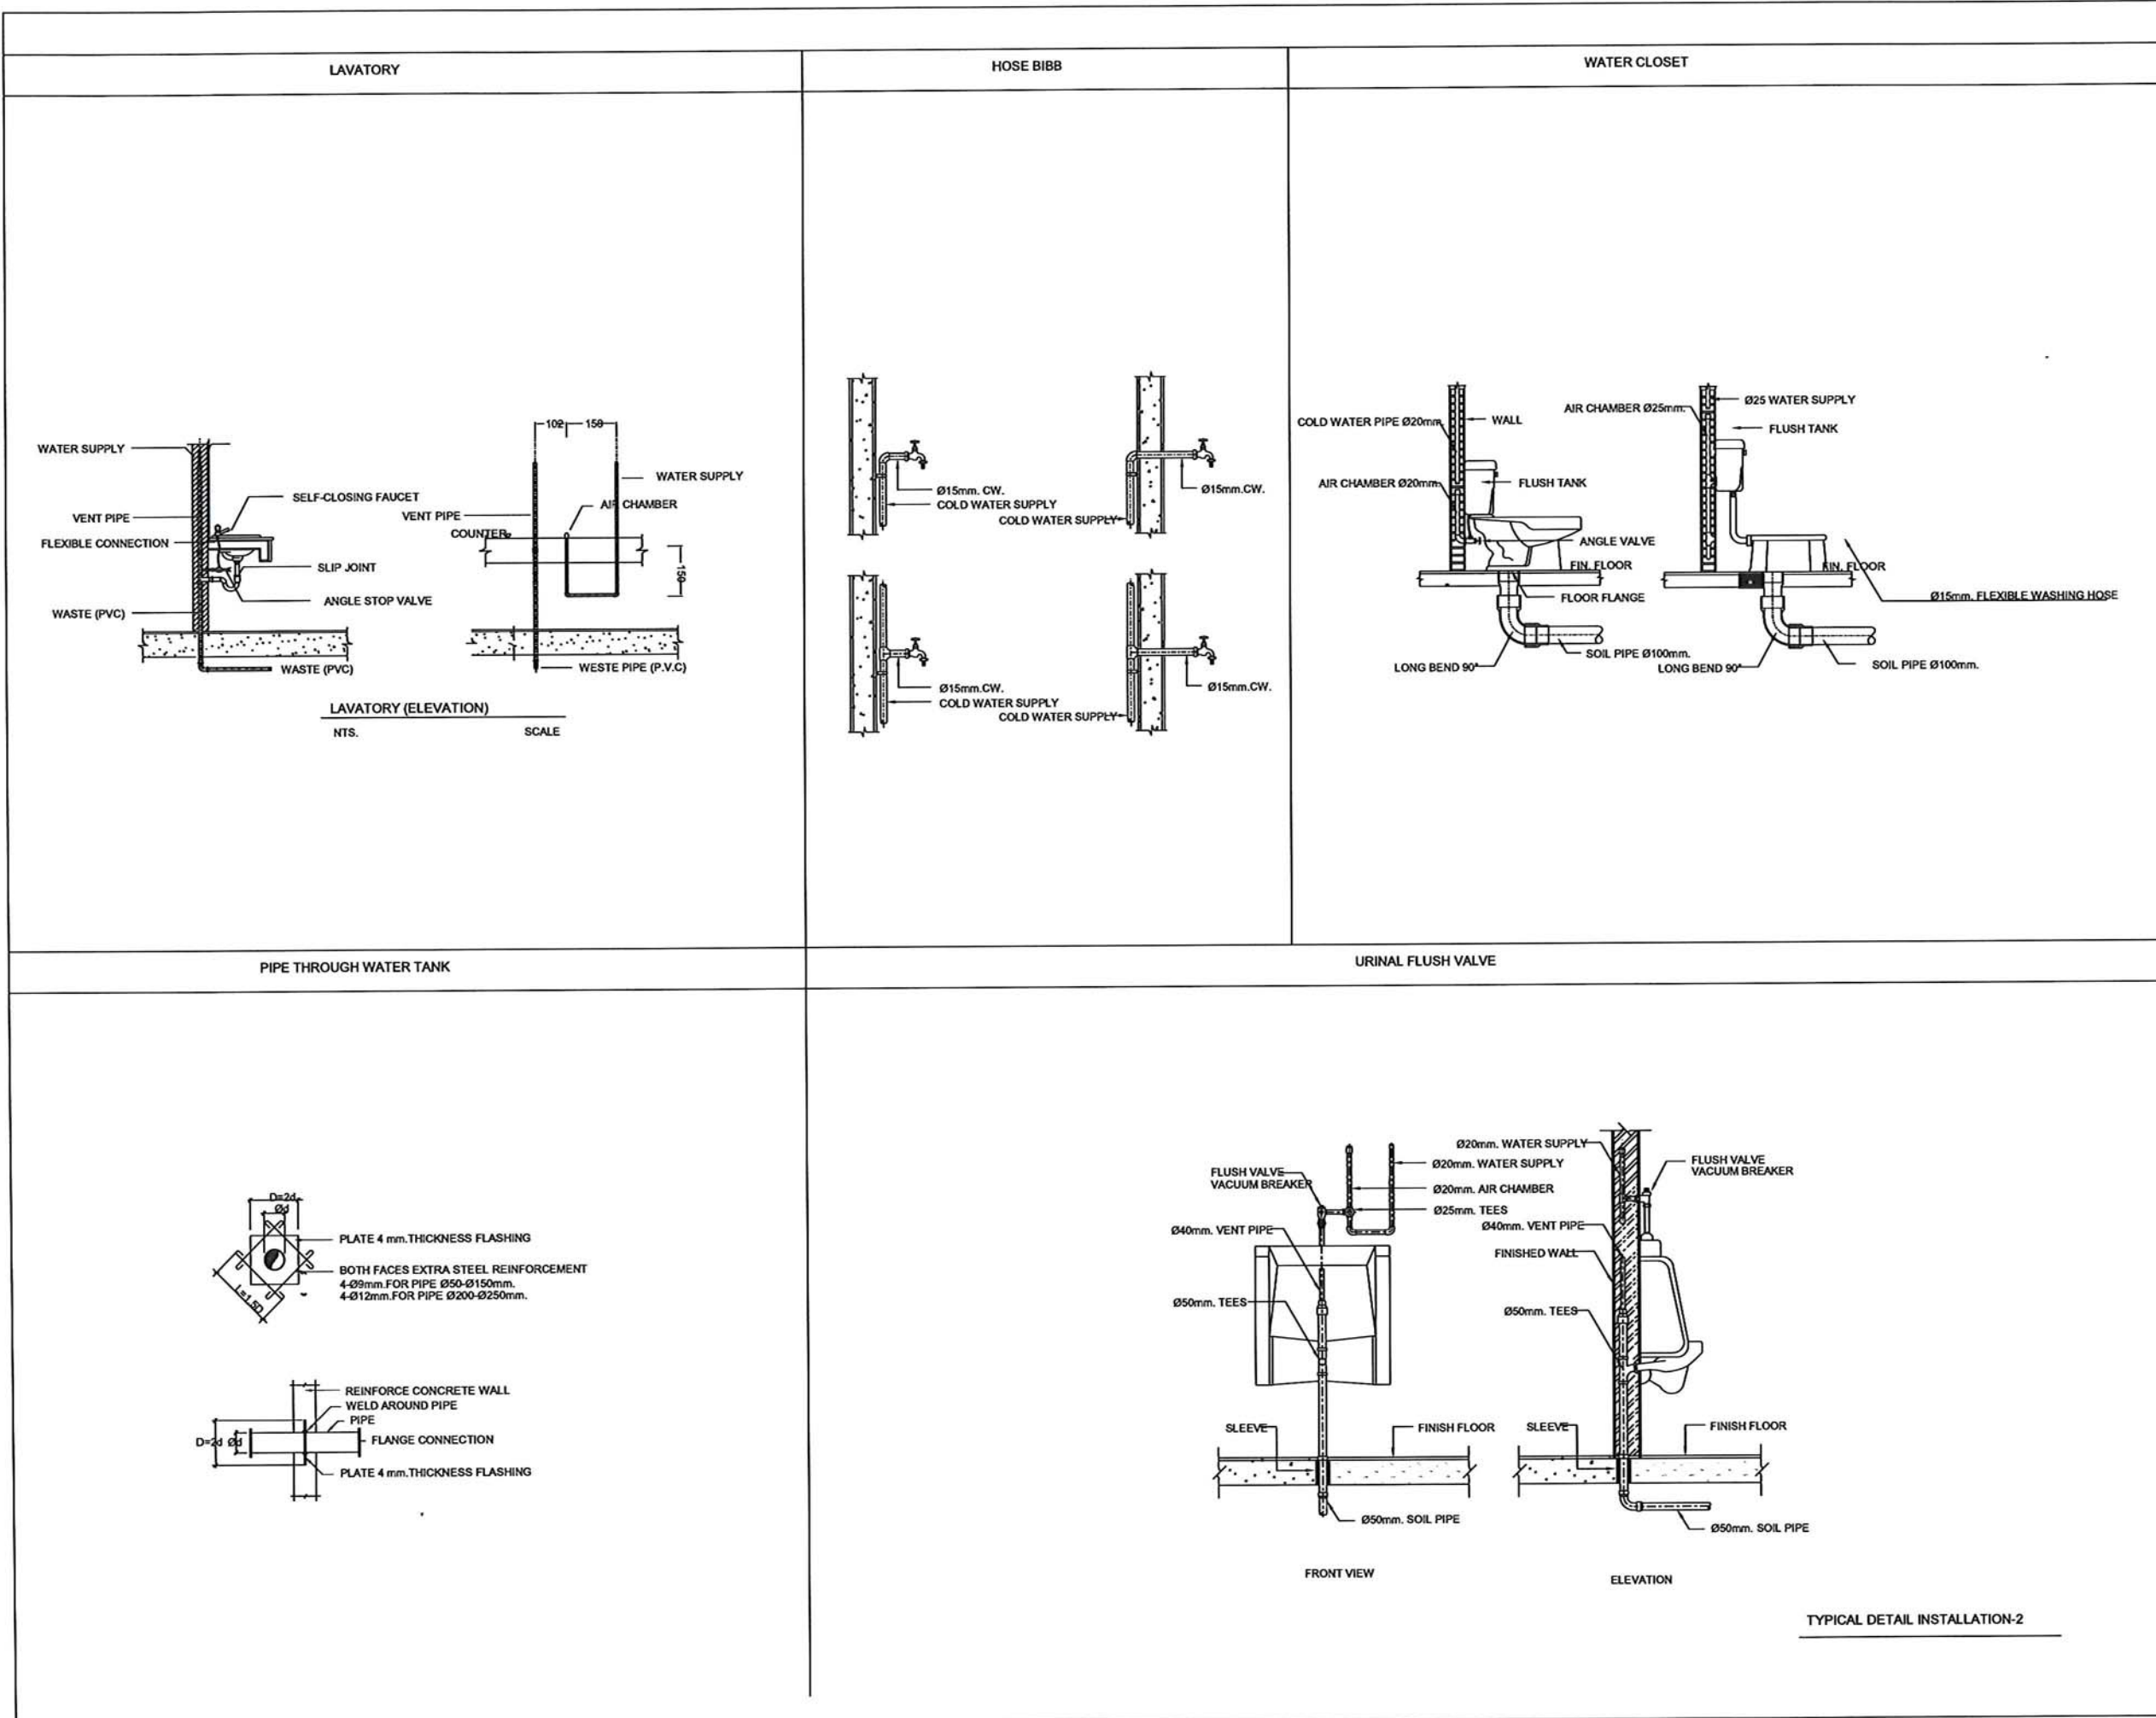 LAVATORY
HOSE BIBB
WATER CLOSET
WATER SUPPLY
SELF-CLOSING FAUCET
VENT PIPE
FLEXIBLE CONNECTION
SLIP JOINT
ANGLE STOP VALVE
WASTE (PVC)
WASTE (PVC)
102
150
WATER SUPPLY
AIR CHAMBER
VENT PIPE
COUNTER
150
WESTE PIPE (P.V.C)
LAVATORY (ELEVATION)
NTS.
SCALE
Ø15mm. CW.
COLD WATER SUPPLY
COLD WATER SUPPLY
Ø15mm.CW.
Ø15mm.CW.
COLD WATER SUPPLY
COLD WATER SUPPLY
Ø15mm.CW.
COLD WATER PIPE Ø20mm.
WALL
AIR CHAMBER Ø20mm.
FLUSH TANK
ANGLE VALVE
FIN. FLOOR
FLOOR FLANGE
SOIL PIPE Ø100mm.
LONG BEND 90°
AIR CHAMBER Ø25mm.
Ø25 WATER SUPPLY
FLUSH TANK
FIN. FLOOR
Ø15mm. FLEXIBLE WASHING HOSE
LONG BEND 90°
SOIL PIPE Ø100mm.
PIPE THROUGH WATER TANK
URINAL FLUSH VALVE
D=2d
Ød
PLATE 4 mm.THICKNESS FLASHING
BOTH FACES EXTRA STEEL REINFORCEMENT
4-Ø9mm.FOR PIPE Ø50-Ø150mm.
4-Ø12mm.FOR PIPE Ø200-Ø250mm.
L=1.5D
REINFORCE CONCRETE WALL
WELD AROUND PIPE
PIPE
D=2d Ød
FLANGE CONNECTION
PLATE 4 mm.THICKNESS FLASHING
FLUSH VALVE
VACUUM BREAKER
Ø20mm. WATER SUPPLY
Ø20mm. AIR CHAMBER
Ø25mm. TEES
Ø40mm. VENT PIPE
Ø50mm. TEES
SLEEVE
FINISH FLOOR
Ø50mm. SOIL PIPE
FRONT VIEW
Ø20mm. WATER SUPPLY
FLUSH VALVE
VACUUM BREAKER
Ø40mm. VENT PIPE
FINISHED WALL
Ø50mm. TEES
SLEEVE
FINISH FLOOR
Ø50mm. SOIL PIPE
ELEVATION
TYPICAL DETAIL INSTALLATION-2